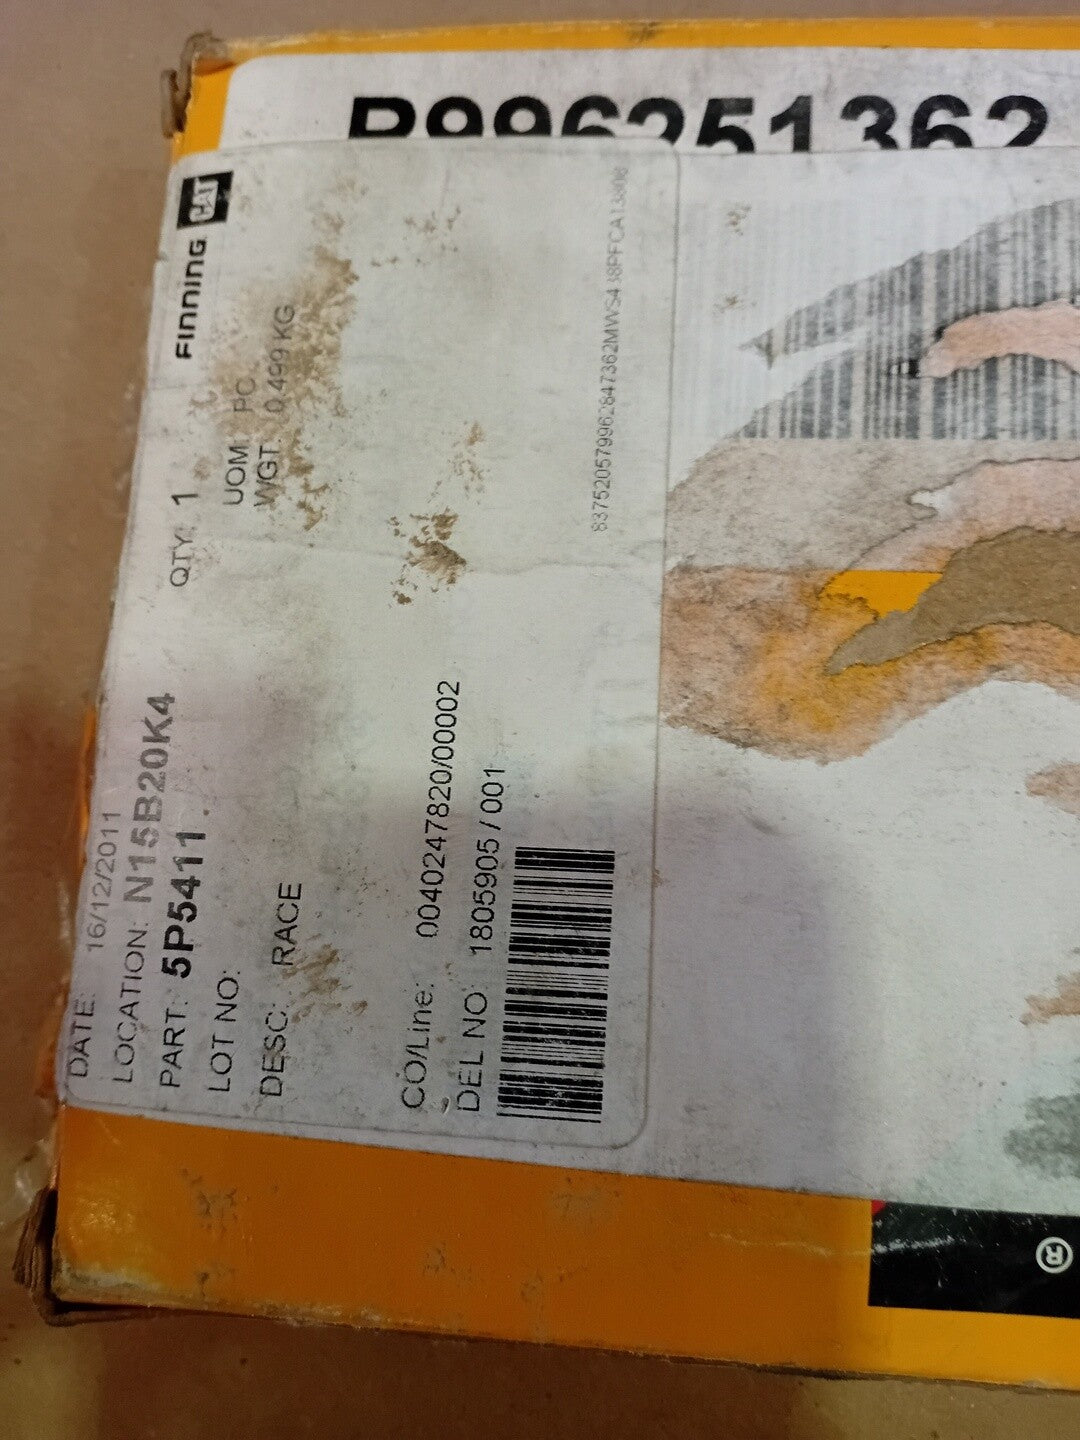 FINNING CAT
DATE: 16/12/2011
LOCATION: N15B20K4
PART: 5P5411 QTY: 1
LOT NO: UOM: PC
WGT: 0.499 KG
DESC: RACE
CO/Line: 0040247820/00002
DEL NO: 1805905 / 001
®